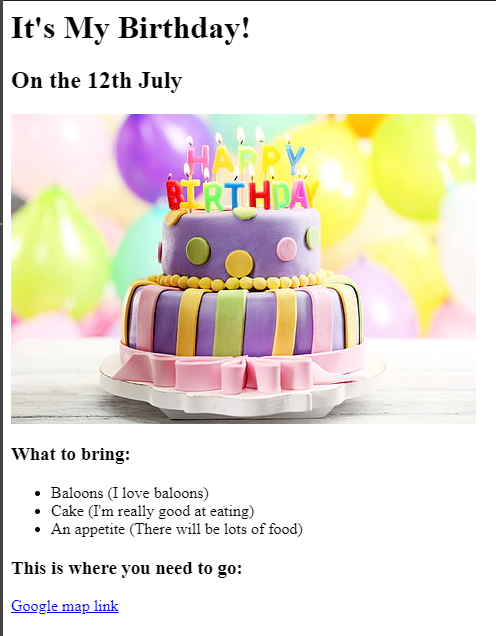 It's My Birthday!
On the 12th July
HAPPY
BIRTHDAY
What to bring:
Baloons (I love baloons)
Cake (I'm really good at eating)
An appetite (There will be lots of food)
This is where you need to go:
Google map link